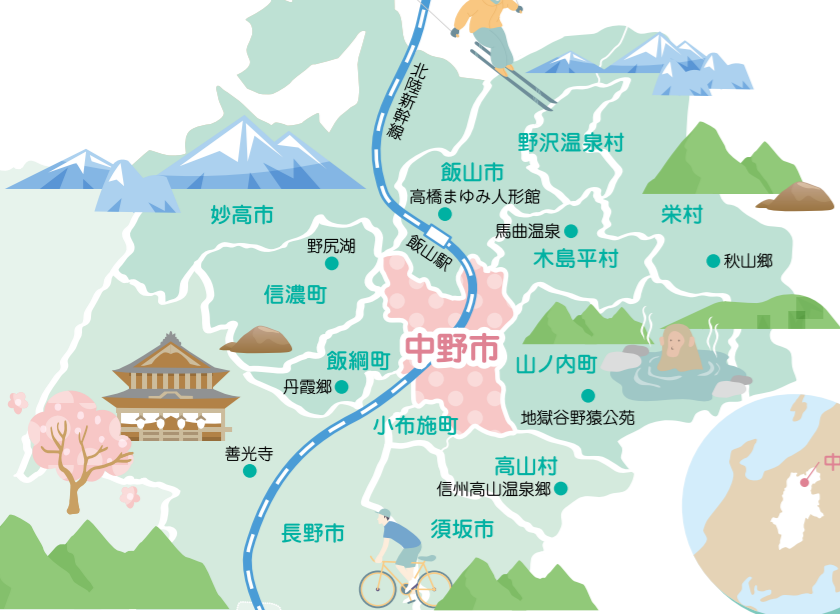 北陸新幹線
野沢温泉村
飯山市
高橋まゆみ人形館
妙高市
栄村
馬曲温泉
野尻湖
飯山駅
木島平村
秋山郷
信濃町
中野市
飯綱町
山ノ内町
丹霞郷
地獄谷野猿公苑
小布施町
善光寺
高山村
中
信州高山温泉郷
長野市
須坂市